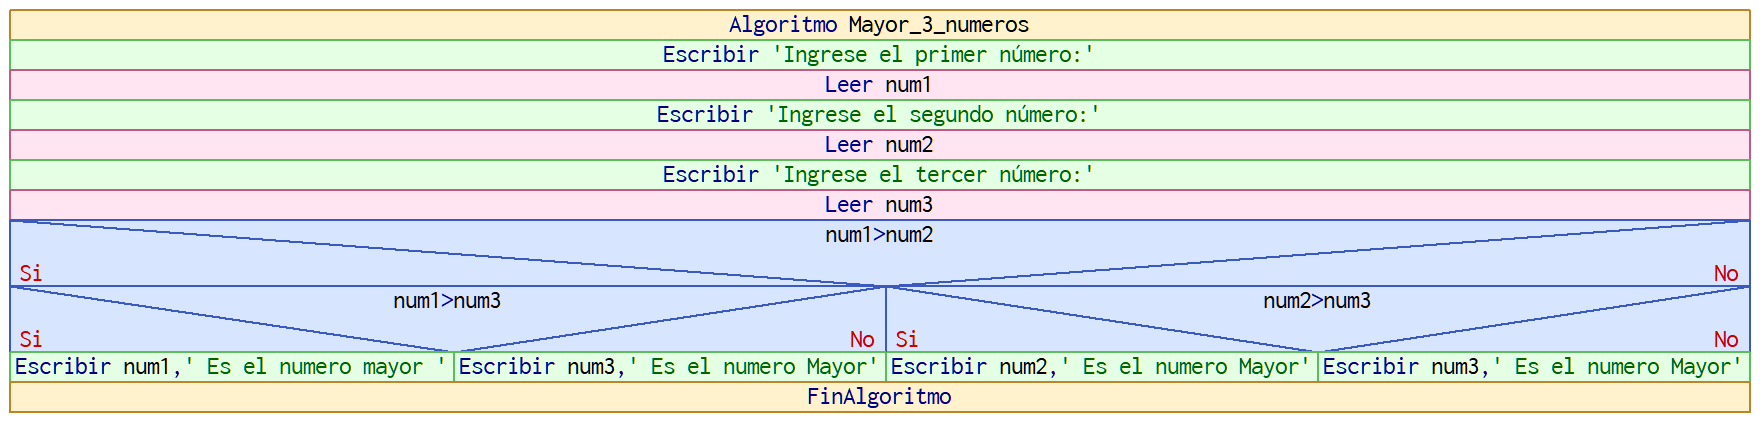 Algoritmo Mayor_3_numeros
Escribir 'Ingrese el primer número:'
Leer num1
Escribir 'Ingrese el segundo número:'
Leer num2
Escribir 'Ingrese el tercer número:'
Leer num3
num1>num2
Si No
num1>num3 num2>num3
Si No Si No
Escribir num1,' Es el numero mayor ' Escribir num3,' Es el numero Mayor' Escribir num2,' Es el numero Mayor' Escribir num3,' Es el numero Mayor'
FinAlgoritmo